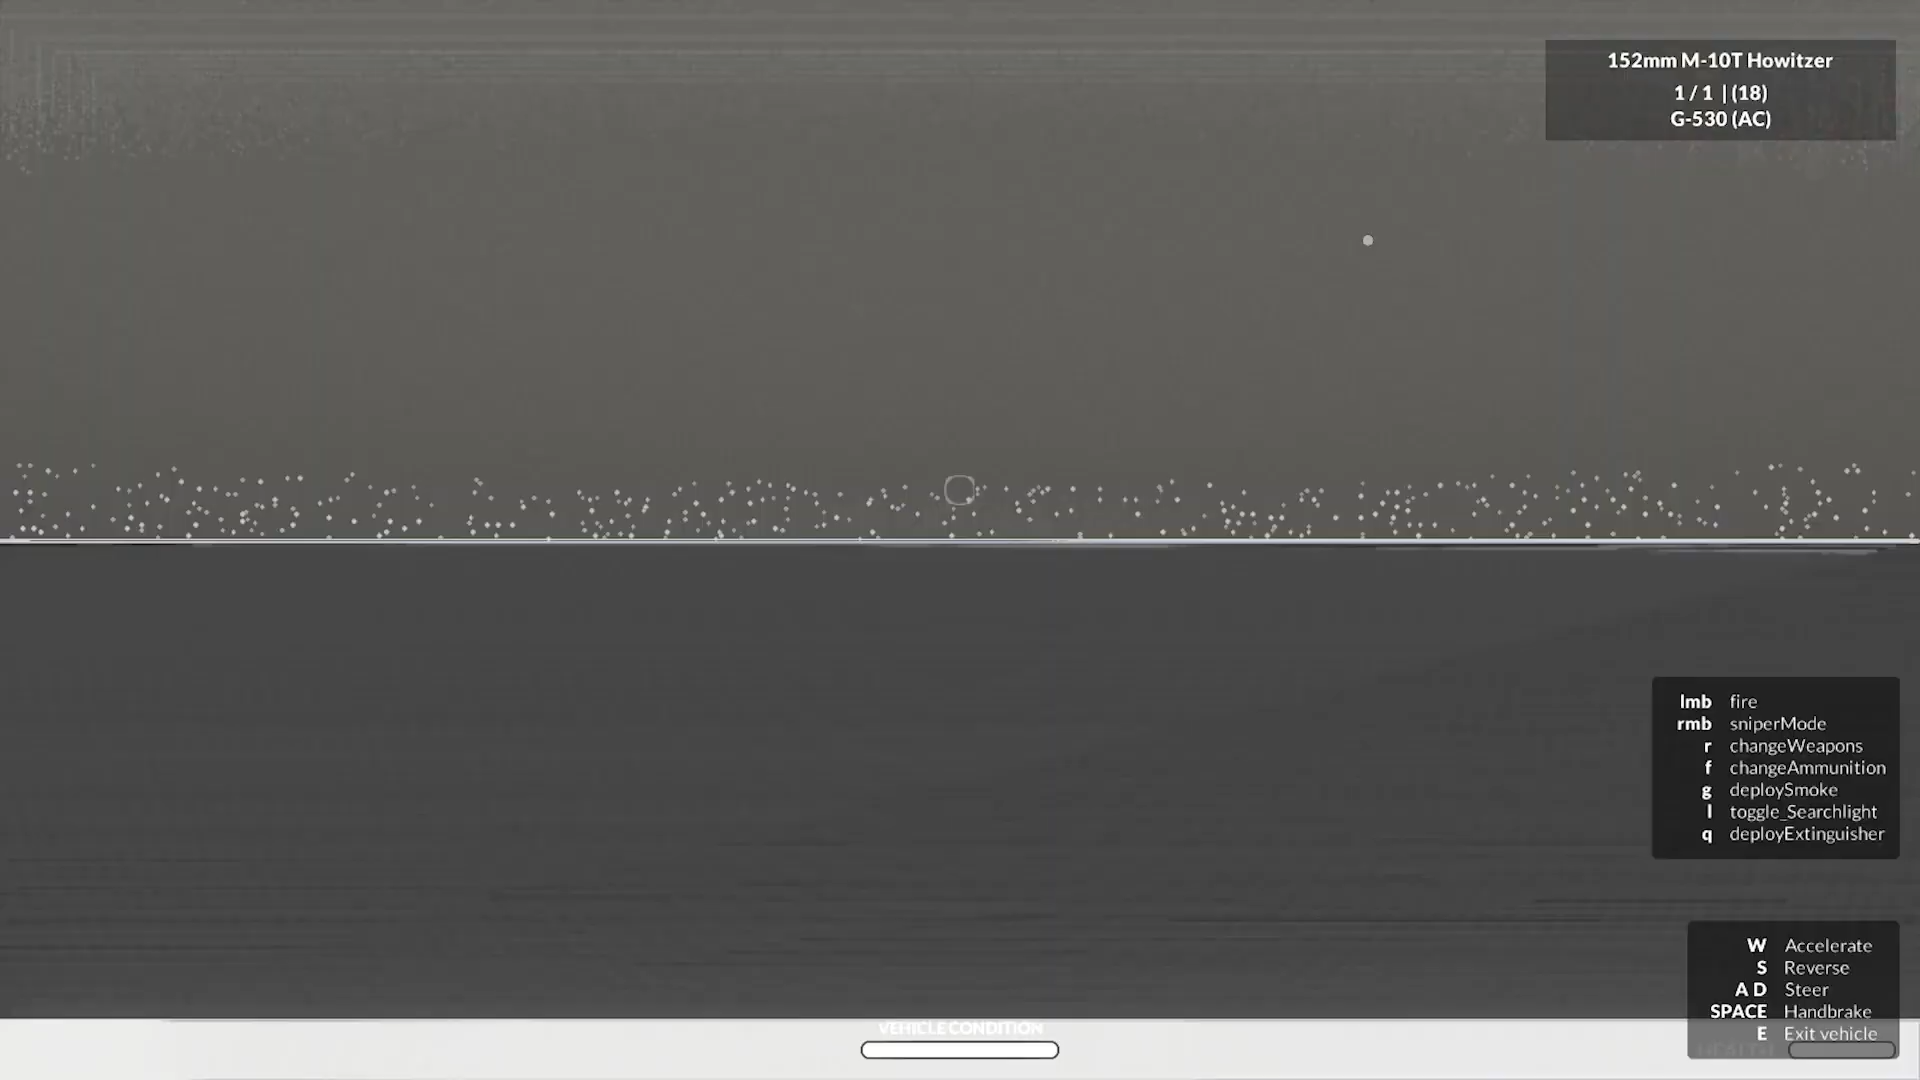 152mm M-10T Howitzer
1 / 1 | (18)
G-530 (AC)
lmb fire
rmb sniperMode
r changeWeapons
f changeAmmunition
g deploySmoke
l toggle_Searchlight
q deployExtinguisher
W Accelerate
S Reverse
A D Steer
SPACE Handbrake
E Exit vehicle
VEHICLE CONDITION
HEALTH